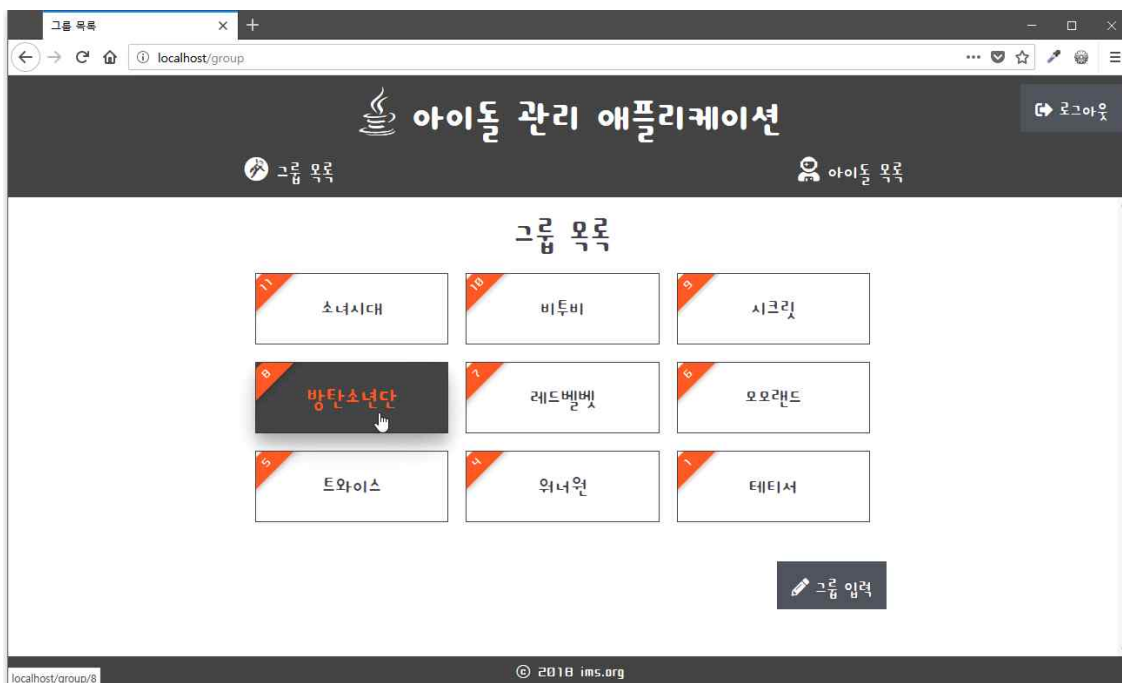 그룹 목록
localhost/group
아이돌 관리 애플리케이션
로그아웃
그룹 목록
아이돌 목록
그룹 목록
11
소녀시대
10
비투비
9
시크릿
8
방탄소년단
7
레드벨벳
6
모모랜드
5
트와이스
4
워너원
1
테티서
그룹 입력
© 2018 ims.org
localhost/group/8